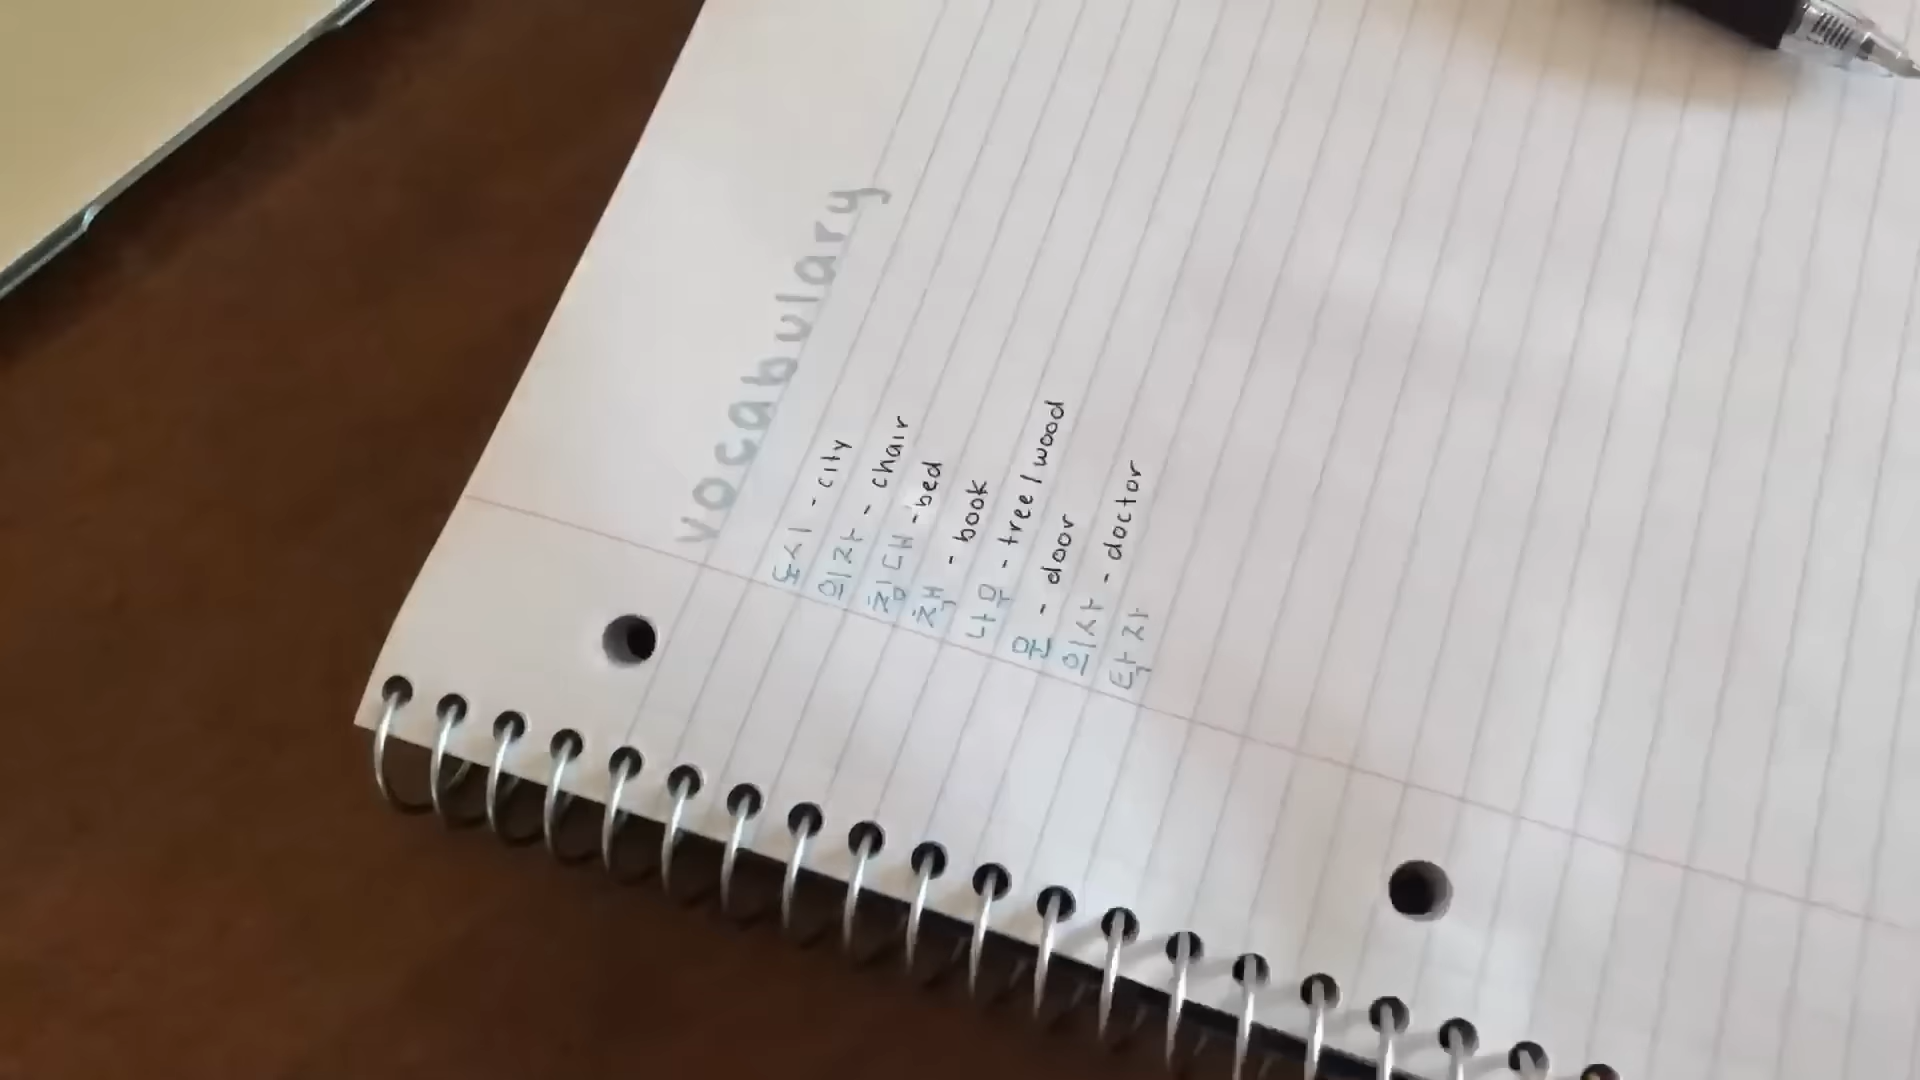 vocabulary
도시 - city
의자 - chair
침대 - bed
책 - book
나무 - tree/wood
문 - door
의사 - doctor
탁자